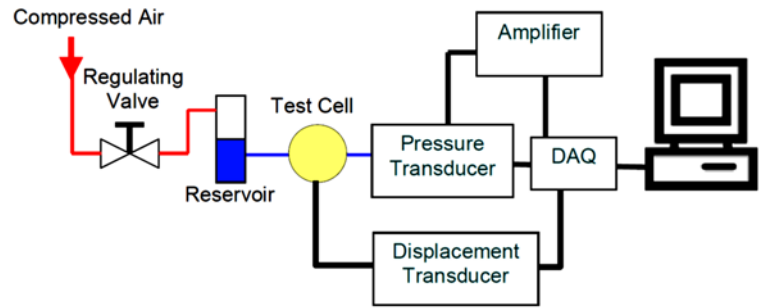 Compressed Air
Regulating
Valve
Reservoir
Test Cell
Pressure
Transducer
Amplifier
DAQ
Displacement
Transducer